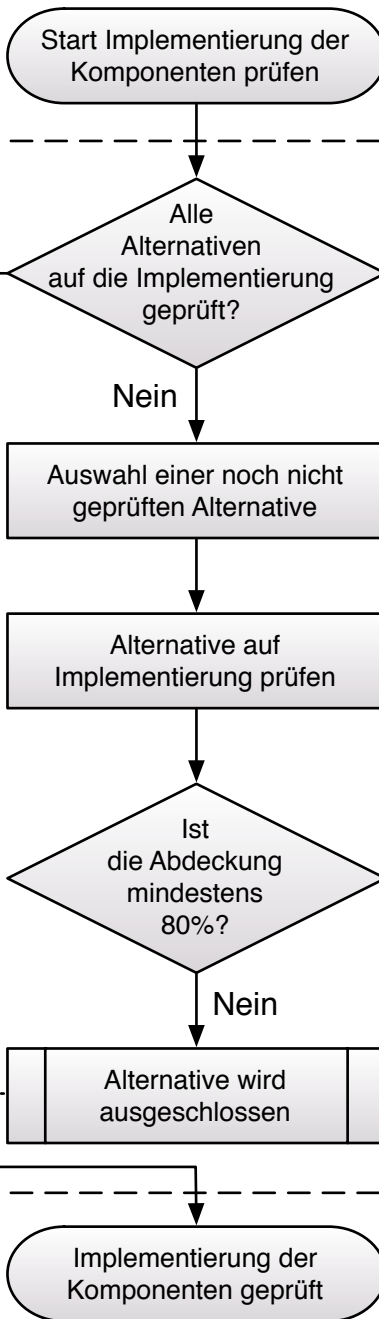 Start Implementierung der
Komponenten prüfen
Alle
Alternativen
auf die Implementierung
geprüft?
Nein
Auswahl einer noch nicht
geprüften Alternative
Alternative auf
Implementierung prüfen
Ist
die Abdeckung
mindestens
80%?
Nein
Alternative wird
ausgeschlossen
Implementierung der
Komponenten geprüft